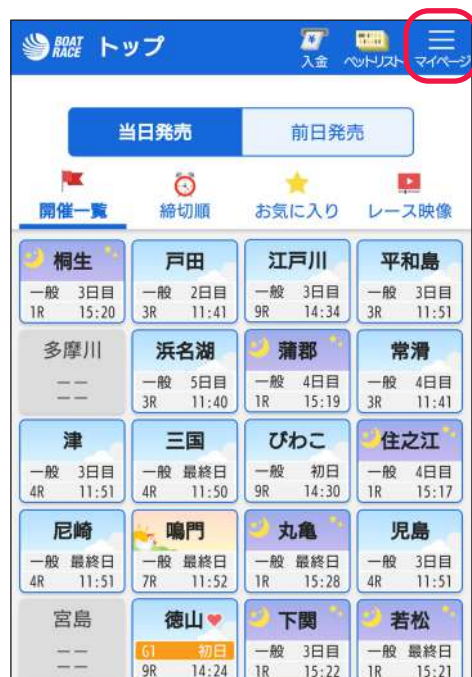 BOAT RACE トップ 入金 ベットリスト マイページ
当日発売 前日発売
開催一覧 締切順 お気に入り レース映像
桐生 戸田 江戸川 平和島
一般 3日目 一般 2日目 一般 3日目 一般 3日目
1R 15:20 3R 11:41 9R 14:34 3R 11:51
多摩川 浜名湖 蒲郡 常滑
-- 一般 5日目 一般 4日目 一般 4日目
-- 3R 11:40 1R 15:19 3R 11:41
津 三国 びわこ 住之江
一般 3日目 一般 最終日 一般 初日 一般 4日目
4R 11:51 4R 11:50 9R 14:30 1R 15:17
尼崎 鳴門 丸亀 児島
一般 最終日 一般 最終日 一般 最終日 一般 3日目
4R 11:51 7R 11:52 1R 15:28 4R 11:51
宮島 徳山 下関 若松
-- G1 初日 一般 3日目 一般 最終日
-- 9R 14:24 1R 15:22 1R 15:21